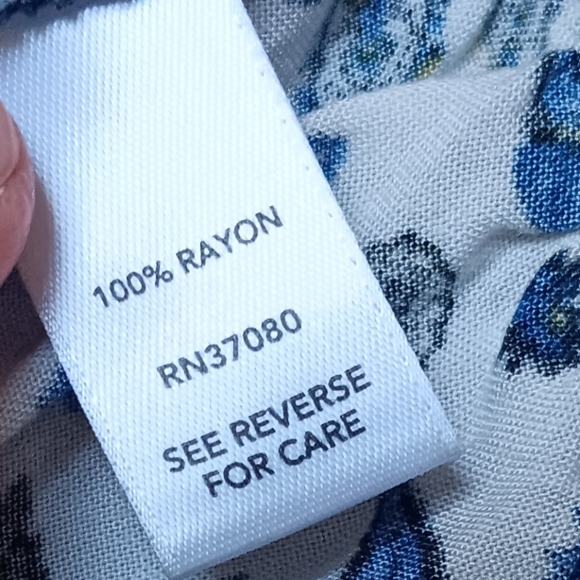 100% RAYON
RN37080
SEE REVERSE
FOR CARE